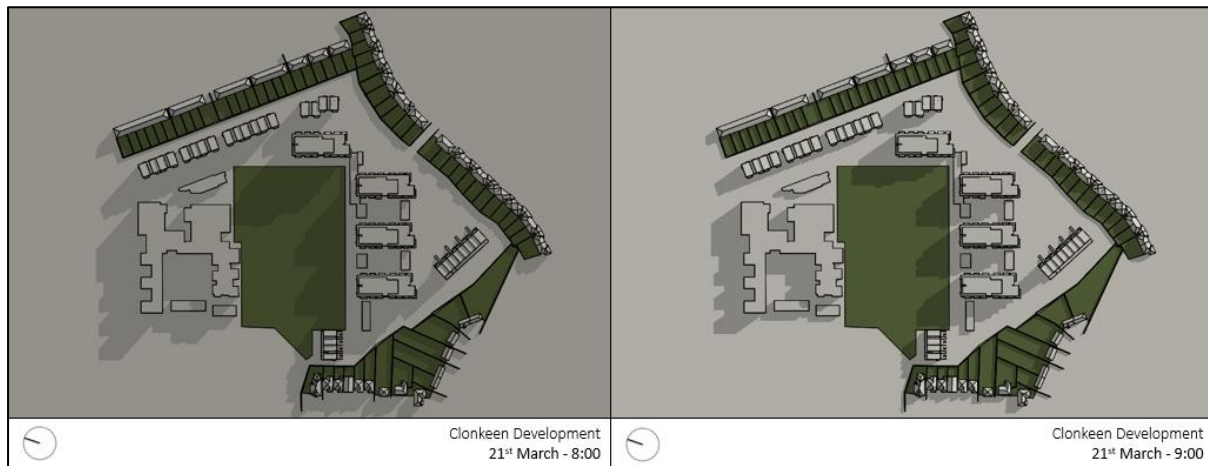 Clonkeen Development
21st March - 8:00
Clonkeen Development
21st March - 9:00